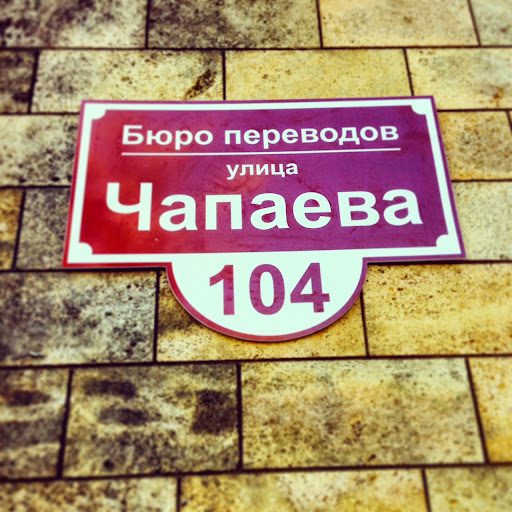 Бюро переводов
улица
Чапаева
104